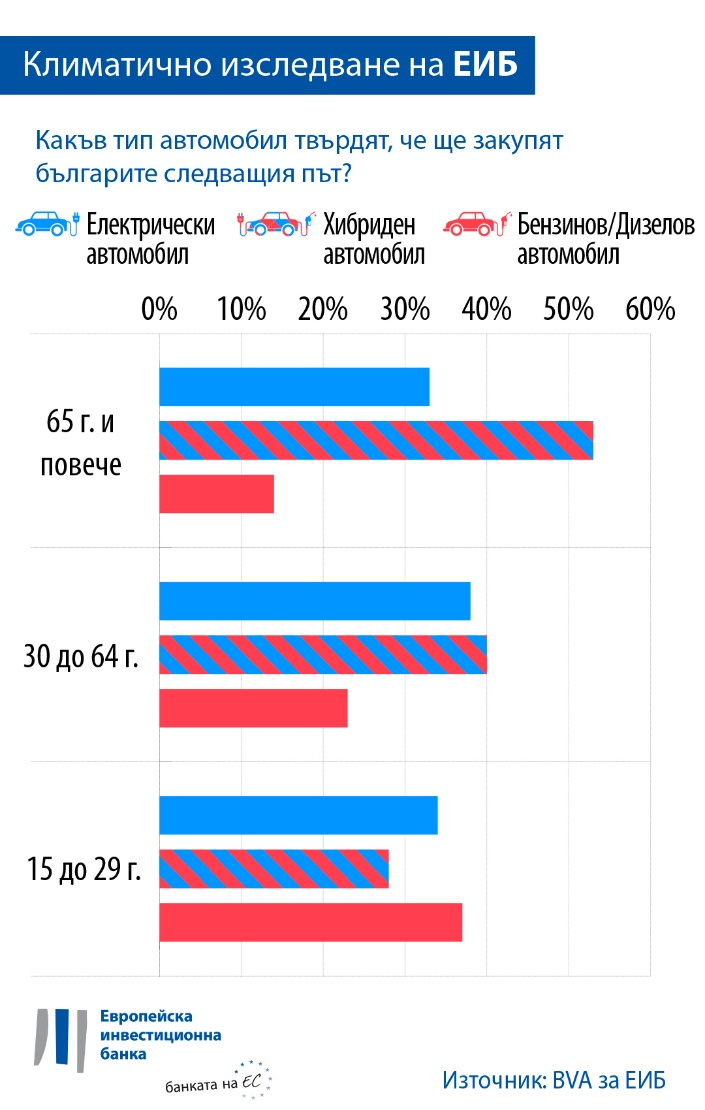 Климатично изследване на ЕИБ
Какъв тип автомобил твърдят, че ще закупят
българите следващия път?
Електрически
автомобил
Хибриден
автомобил
Бензинов/Дизелов
автомобил
0% 10% 20% 30% 40% 50% 60%
65 г. и
повече
30 до 64 г.
15 до 29 г.
Европейска
инвестиционна
банка
банката на ЕС
Източник: BVA за ЕИБ